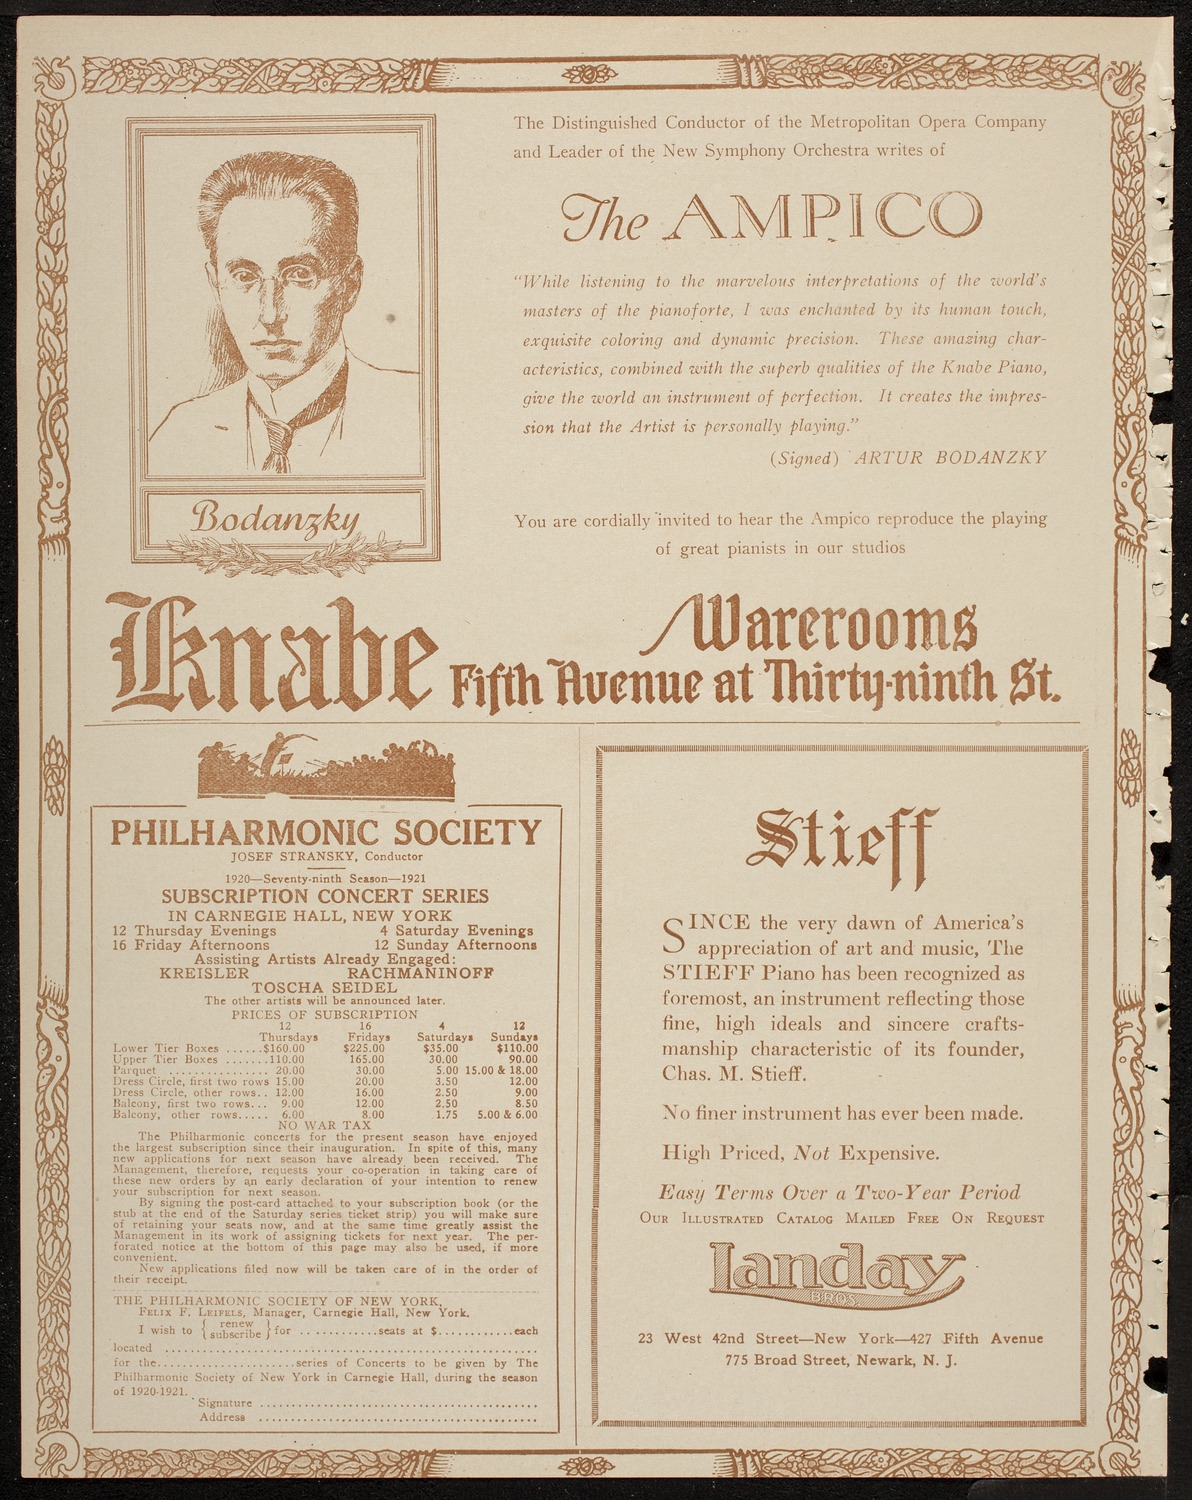 The Distinguished Conductor of the Metropolitan Opera Company
and Leader of the New Symphony Orchestra writes of
The AMPICO
"While listening to the marvelous interpretations of the world's
masters of the pianoforte, I was enchanted by its human touch,
exquisite coloring and dynamic precision. These amazing char-
acteristics, combined with the superb qualities of the Knabe Piano,
give the world an instrument of perfection. It creates the impres-
sion that the Artist is personally playing."
(Signed) ARTUR BODANZKY
Bodanzky
You are cordially invited to hear the Ampico reproduce the playing
of great pianists in our studios
Knabe Warerooms
Fifth Avenue at Thirty-ninth St.
PHILHARMONIC SOCIETY
JOSEF STRANSKY, Conductor
1920—Seventy-ninth Season—1921
SUBSCRIPTION CONCERT SERIES
IN CARNEGIE HALL, NEW YORK
12 Thursday Evenings 4 Saturday Evenings
16 Friday Afternoons 12 Sunday Afternoons
Assisting Artists Already Engaged:
KREISLER RACHMANINOFF
TOSCHA SEIDEL
The other artists will be announced later.
PRICES OF SUBSCRIPTION
12 16 4 12
Thursdays Fridays Saturdays Sundays
Lower Tier Boxes ......$160.00 $225.00 $35.00 $110.00
Upper Tier Boxes .......110.00 165.00 30.00 90.00
Parquet ................ 20.00 30.00 5.00 15.00 & 18.00
Dress Circle, first two rows 15.00 20.00 3.50 12.00
Dress Circle, other rows.. 12.00 16.00 2.50 9.00
Balcony, first two rows... 9.00 12.00 2.50 8.50
Balcony, other rows..... 6.00 8.00 1.75 5.00 & 6.00
NO WAR TAX
The Philharmonic concerts for the present season have enjoyed
the largest subscription since their inauguration. In spite of this, many
new applications for next season have already been received. The
Management, therefore, requests your co-operation in taking care of
these new orders by an early declaration of your intention to renew
your subscription for next season.
By signing the post-card attached to your subscription book (or the
stub at the end of the Saturday series ticket strip) you will make sure
of retaining your seats now, and at the same time greatly assist the
Management in its work of assigning tickets for next year. The per-
forated notice at the bottom of this page may also be used, if more
convenient.
New applications filed now will be taken care of in the order of
their receipt.
THE PHILHARMONIC SOCIETY OF NEW YORK,
FELIX F. LEIFELS, Manager, Carnegie Hall, New York.
I wish to { renew
subscribe } for ..............seats at $............each
located ......................................................
for the......................series of Concerts to be given by The
Philharmonic Society of New York in Carnegie Hall, during the season
of 1920-1921.
Signature ........................................
Address ........................................
Stieff
SINCE the very dawn of America's
appreciation of art and music, The
STIEFF Piano has been recognized as
foremost, an instrument reflecting those
fine, high ideals and sincere crafts-
manship characteristic of its founder,
Chas. M. Stieff.
No finer instrument has ever been made.
High Priced, Not Expensive.
Easy Terms Over a Two-Year Period
OUR ILLUSTRATED CATALOG MAILED FREE ON REQUEST
Landay
BROS
23 West 42nd Street—New York—427 Fifth Avenue
775 Broad Street, Newark, N. J.